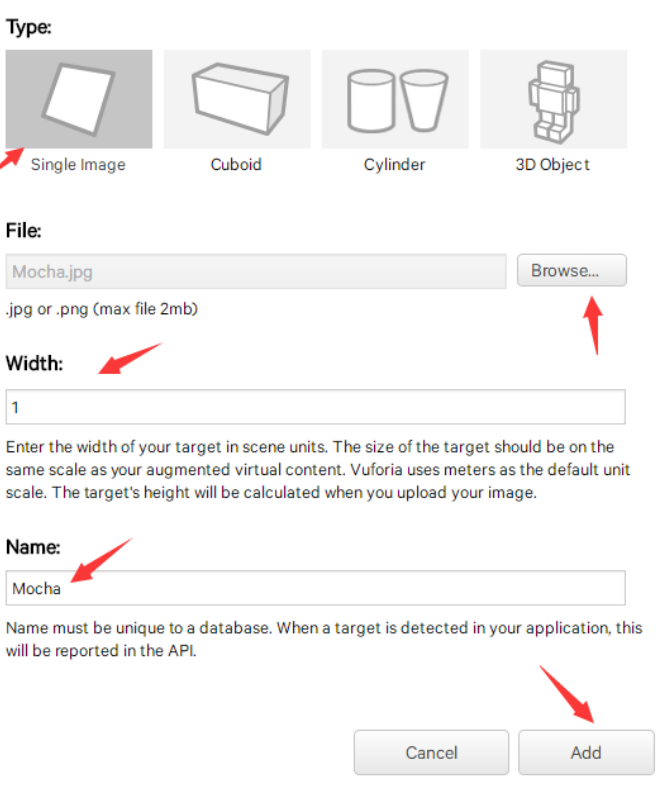 Type:
Single Image
Cuboid
Cylinder
3D Object
File:
Mocha.jpg
Browse...
.jpg or .png (max file 2mb)
Width:
1
Enter the width of your target in scene units. The size of the target should be on the
same scale as your augmented virtual content. Vuforia uses meters as the default unit
scale. The target's height will be calculated when you upload your image.
Name:
Mocha
Name must be unique to a database. When a target is detected in your application, this
will be reported in the API.
Cancel
Add